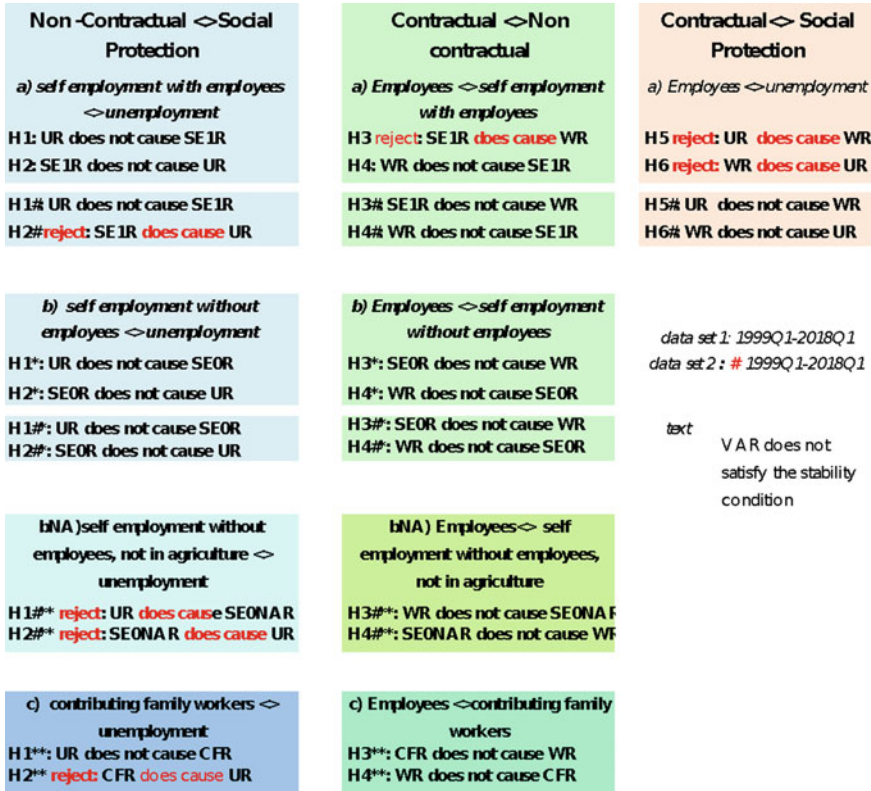 Non -Contractual <>Social
Protection
a) self employment with employees
<>unemployment
H1: UR does not cause SE1R
H2: SE1R does not cause UR
H1#: UR does not cause SE1R
H2#reject: SE1R does cause UR
b) self employment without
employees <>unemployment
H1*: UR does not cause SE0R
H2*: SE0R does not cause UR
H1#*: UR does not cause SE0R
H2#*: SE0R does not cause UR
bNA)self employment without
employees, not in agriculture <>
unemployment
H1#** reject: UR does cause SE0NAR
H2#** reject: SE0NAR does cause UR
c) contributing family workers <>
unemployment
H1**: UR does not cause CFR
H2** reject: CFR does cause UR
Contractual <>Non
contractual
a) Employees <>self employment
with employees
H3 reject: SE1R does cause WR
H4: WR does not cause SE1R
H3#: SE1R does not cause WR
H4#: WR does not cause SE1R
b) Employees <>self employment
without employees
H3*: SE0R does not cause WR
H4*: WR does not cause SE0R
H3#*: SE0R does not cause WR
H4#*: WR does not cause SE0R
bNA) Employees<> self
employment without employees,
not in agriculture
H3#**: WR does not cause SE0NAR
H4#**: SE0NAR does not cause WR
c) Employees <>contributing family
workers
H3**: CFR does not cause WR
H4**: WR does not cause CFR
Contractual<>- Social
Protection
a) Employees <>unemployment
H5 reject: UR does cause WR
H6 reject: WR does cause UR
H5#: UR does not cause WR
H6#: WR does not cause UR
data set 1: 1999Q1-2018Q1
data set 2 : # 1999Q1-2018Q1
text
VAR does not
satisfy the stability
condition